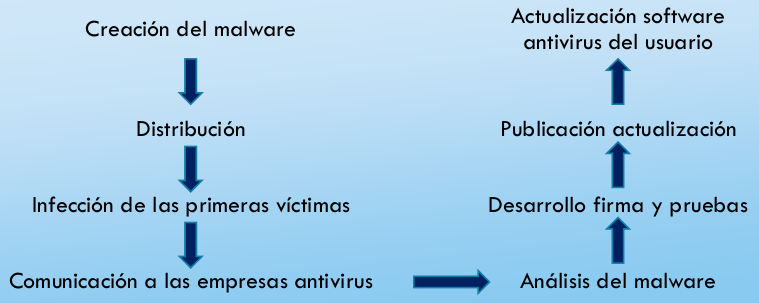 Creación del malware
Distribución
Infección de las primeras víctimas
Comunicación a las empresas antivirus
Análisis del malware
Desarrollo firma y pruebas
Publicación actualización
Actualización software
antivirus del usuario